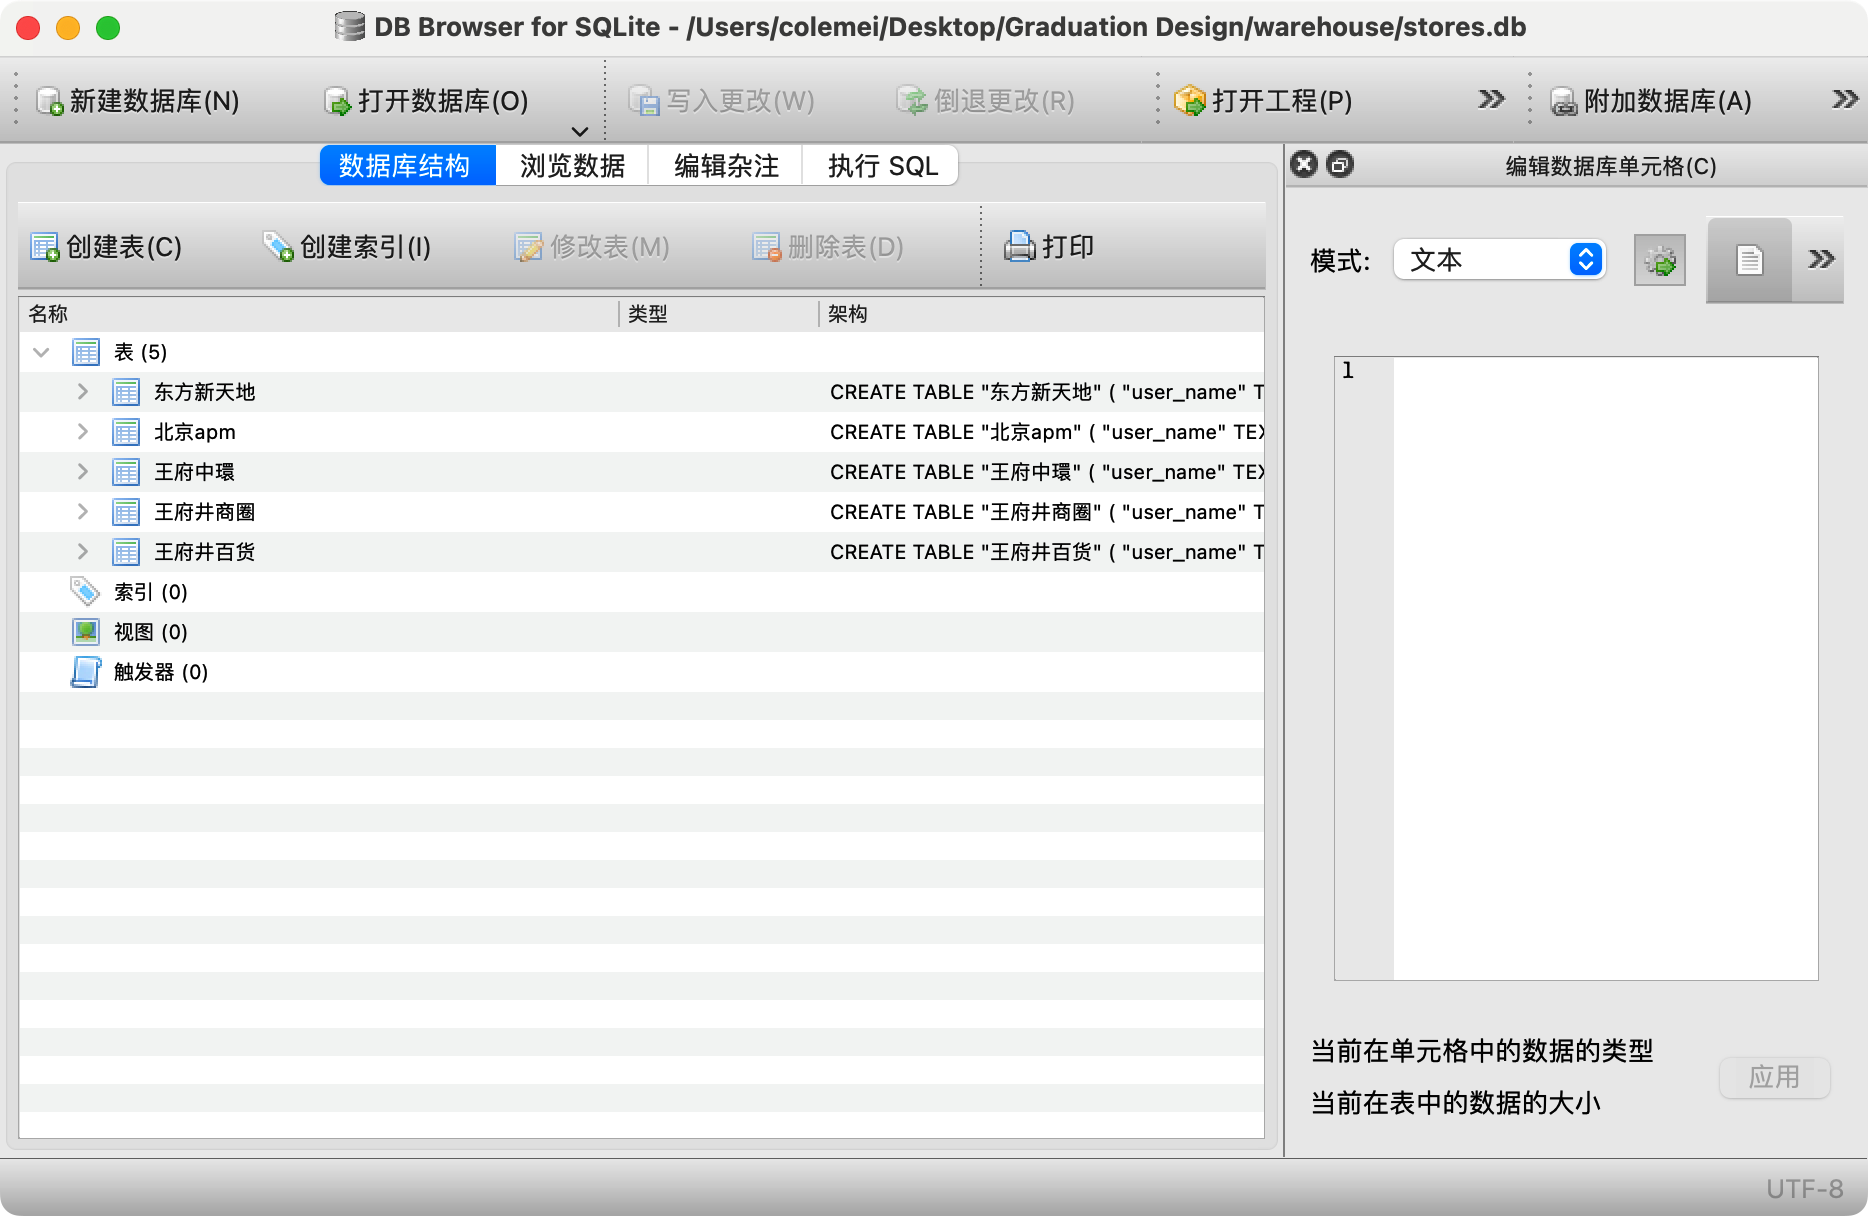 DB Browser for SQLite - /Users/colemei/Desktop/Graduation Design/warehouse/stores.db
新建数据库(N) 打开数据库(O) 写入更改(W) 倒退更改(R) 打开工程(P) 附加数据库(A)
数据库结构 浏览数据 编辑杂注 执行 SQL
编辑数据库单元格(C)
创建表(C) 创建索引(I) 修改表(M) 删除表(D) 打印
模式: 文本
名称 类型 架构
表 (5)
东方新天地 CREATE TABLE "东方新天地" ( "user_name" T
北京apm CREATE TABLE "北京apm" ( "user_name" TEX
王府中環 CREATE TABLE "王府中環" ( "user_name" TEX
王府井商圈 CREATE TABLE "王府井商圈" ( "user_name" T
王府井百货 CREATE TABLE "王府井百货" ( "user_name" T
索引 (0)
视图 (0)
触发器 (0)
1
当前在单元格中的数据的类型
当前在表中的数据的大小
应用
UTF-8